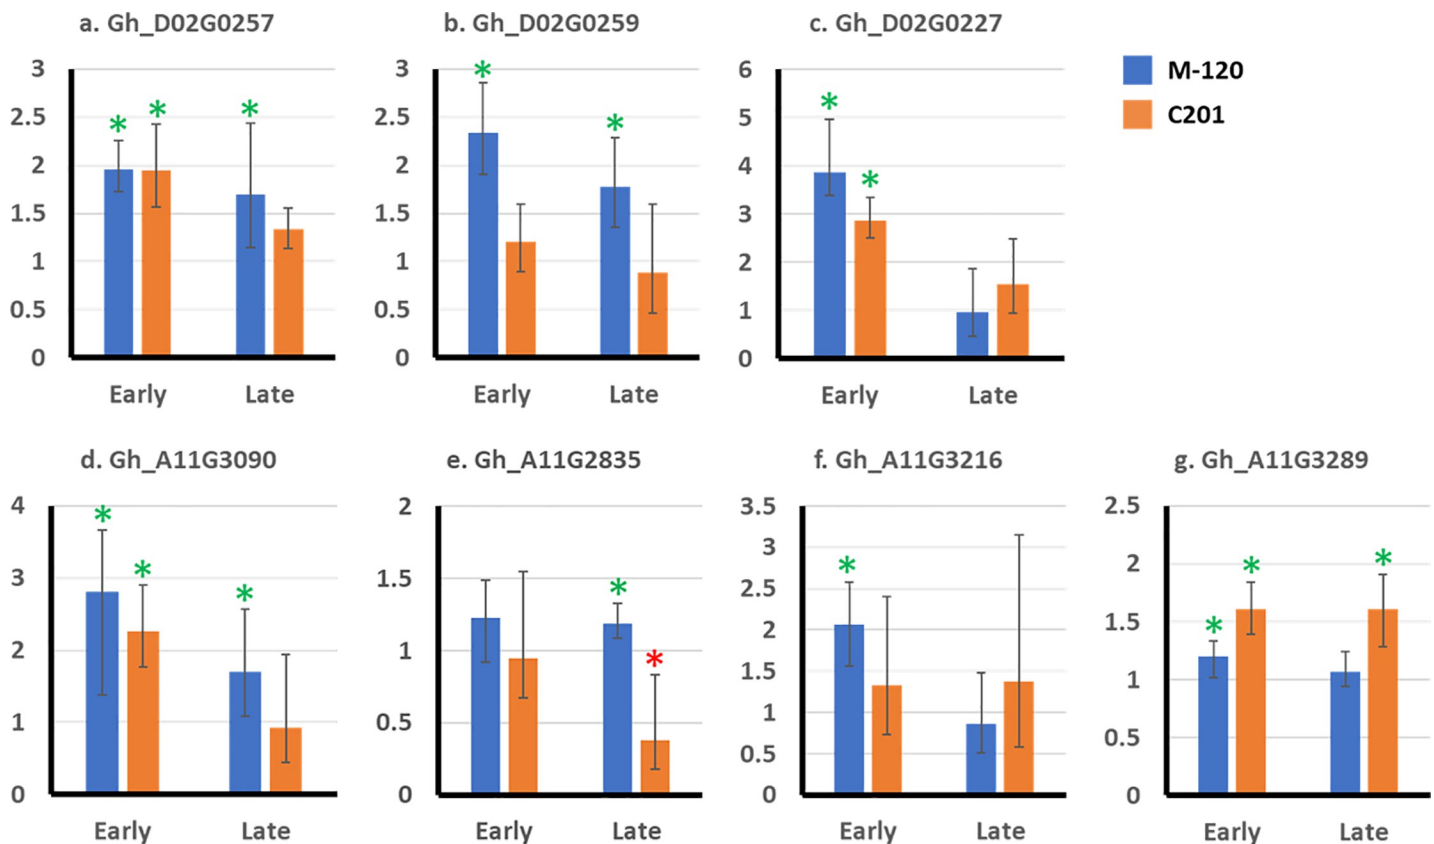 a. Gh_D02G0257
b. Gh_D02G0259
c. Gh_D02G0227
M-120
C201
3
2.5
2
1.5
1
0.5
0
Early Late
3
2.5
2
1.5
1
0.5
0
Early Late
6
5
4
3
2
1
0
Early Late
d. Gh_A11G3090
e. Gh_A11G2835
f. Gh_A11G3216
g. Gh_A11G3289
4
3
2
1
0
Early Late
2
1.5
1
0.5
0
Early Late
3.5
3
2.5
2
1.5
1
0.5
0
Early Late
2.5
2
1.5
1
0.5
0
Early Late